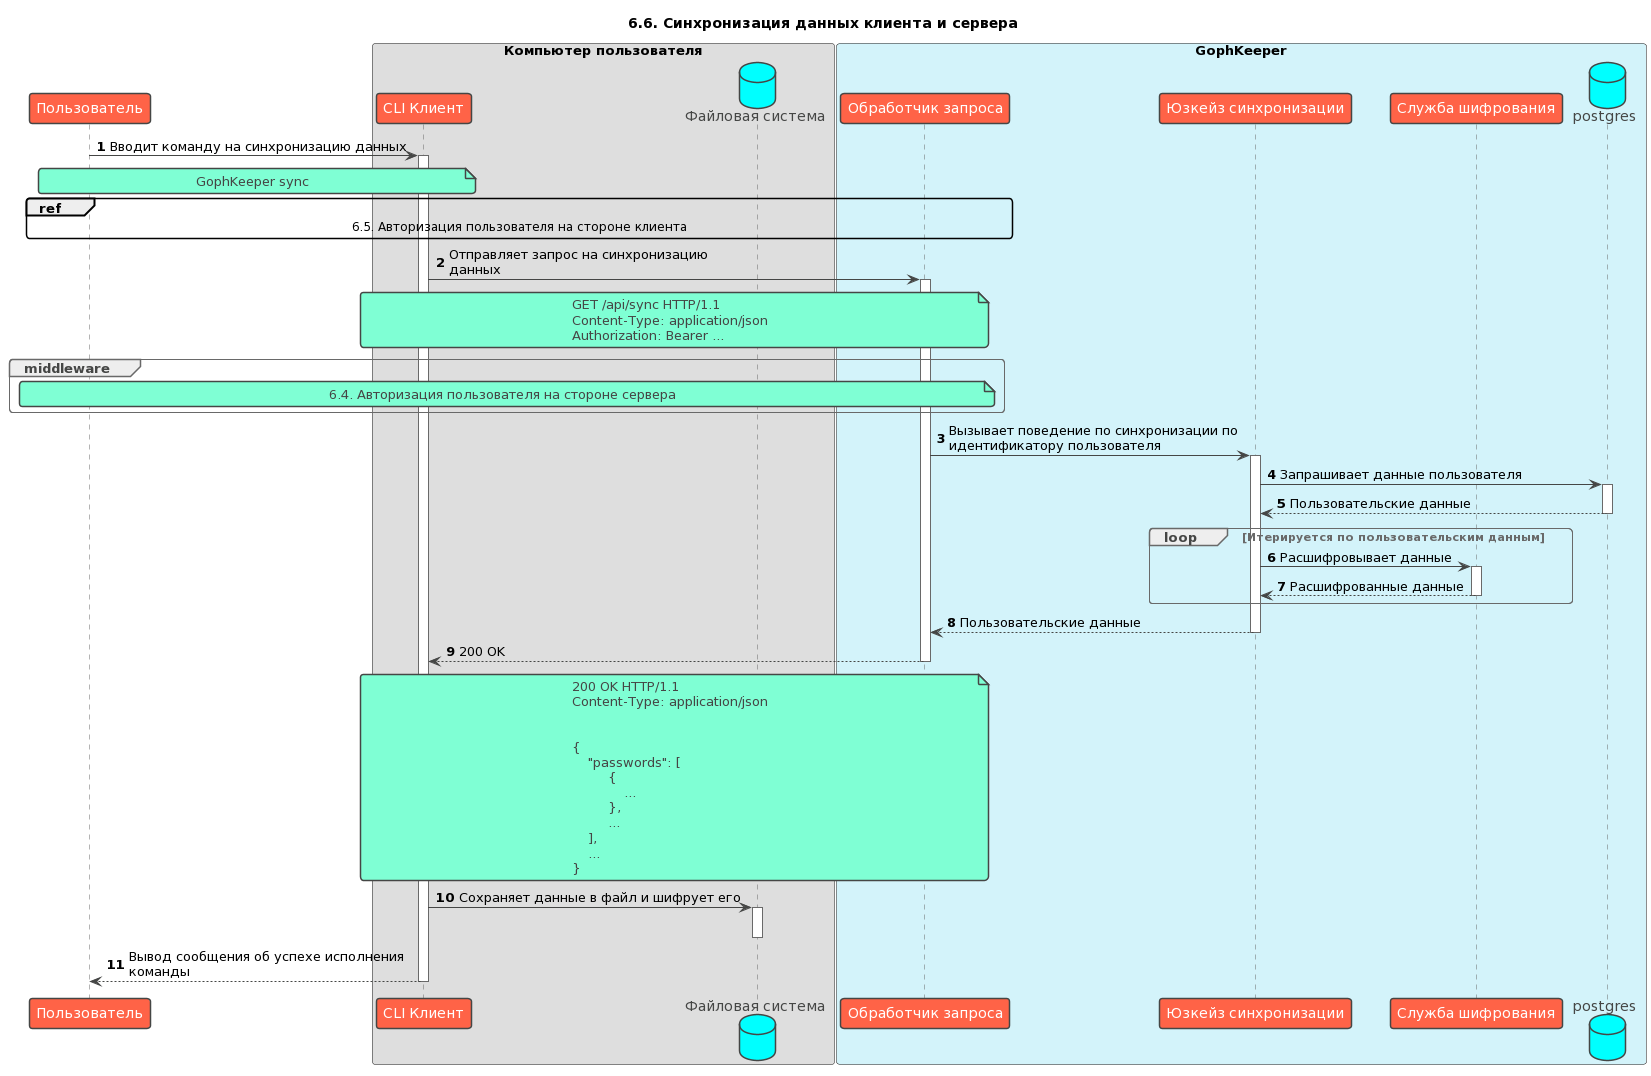 6.6. Синхронизация данных клиента и сервера
Компьютер пользователя
GophKeeper
Пользователь
CLI Клиент
Файловая система
Обработчик запроса
Юзкейз синхронизации
Служба шифрования
postgres
1 Вводит команду на синхронизацию данных
GophKeeper sync
ref
6.5. Авторизация пользователя на стороне клиента
2 Отправляет запрос на синхронизацию
данных
GET /api/sync HTTP/1.1
Content-Type: application/json
Authorization: Bearer ...
middleware
6.4. Авторизация пользователя на стороне сервера
3 Вызывает поведение по синхронизации по
идентификатору пользователя
4 Запрашивает данные пользователя
5 Пользовательские данные
loop [Итерируется по пользовательским данным]
6 Расшифровывает данные
7 Расшифрованные данные
8 Пользовательские данные
9 200 OK
200 OK HTTP/1.1
Content-Type: application/json
{
"passwords": [
{
...
},
...
],
...
}
10 Сохраняет данные в файл и шифрует его
11 Вывод сообщения об успехе исполнения
команды
Пользователь
CLI Клиент
Файловая система
Обработчик запроса
Юзкейз синхронизации
Служба шифрования
postgres